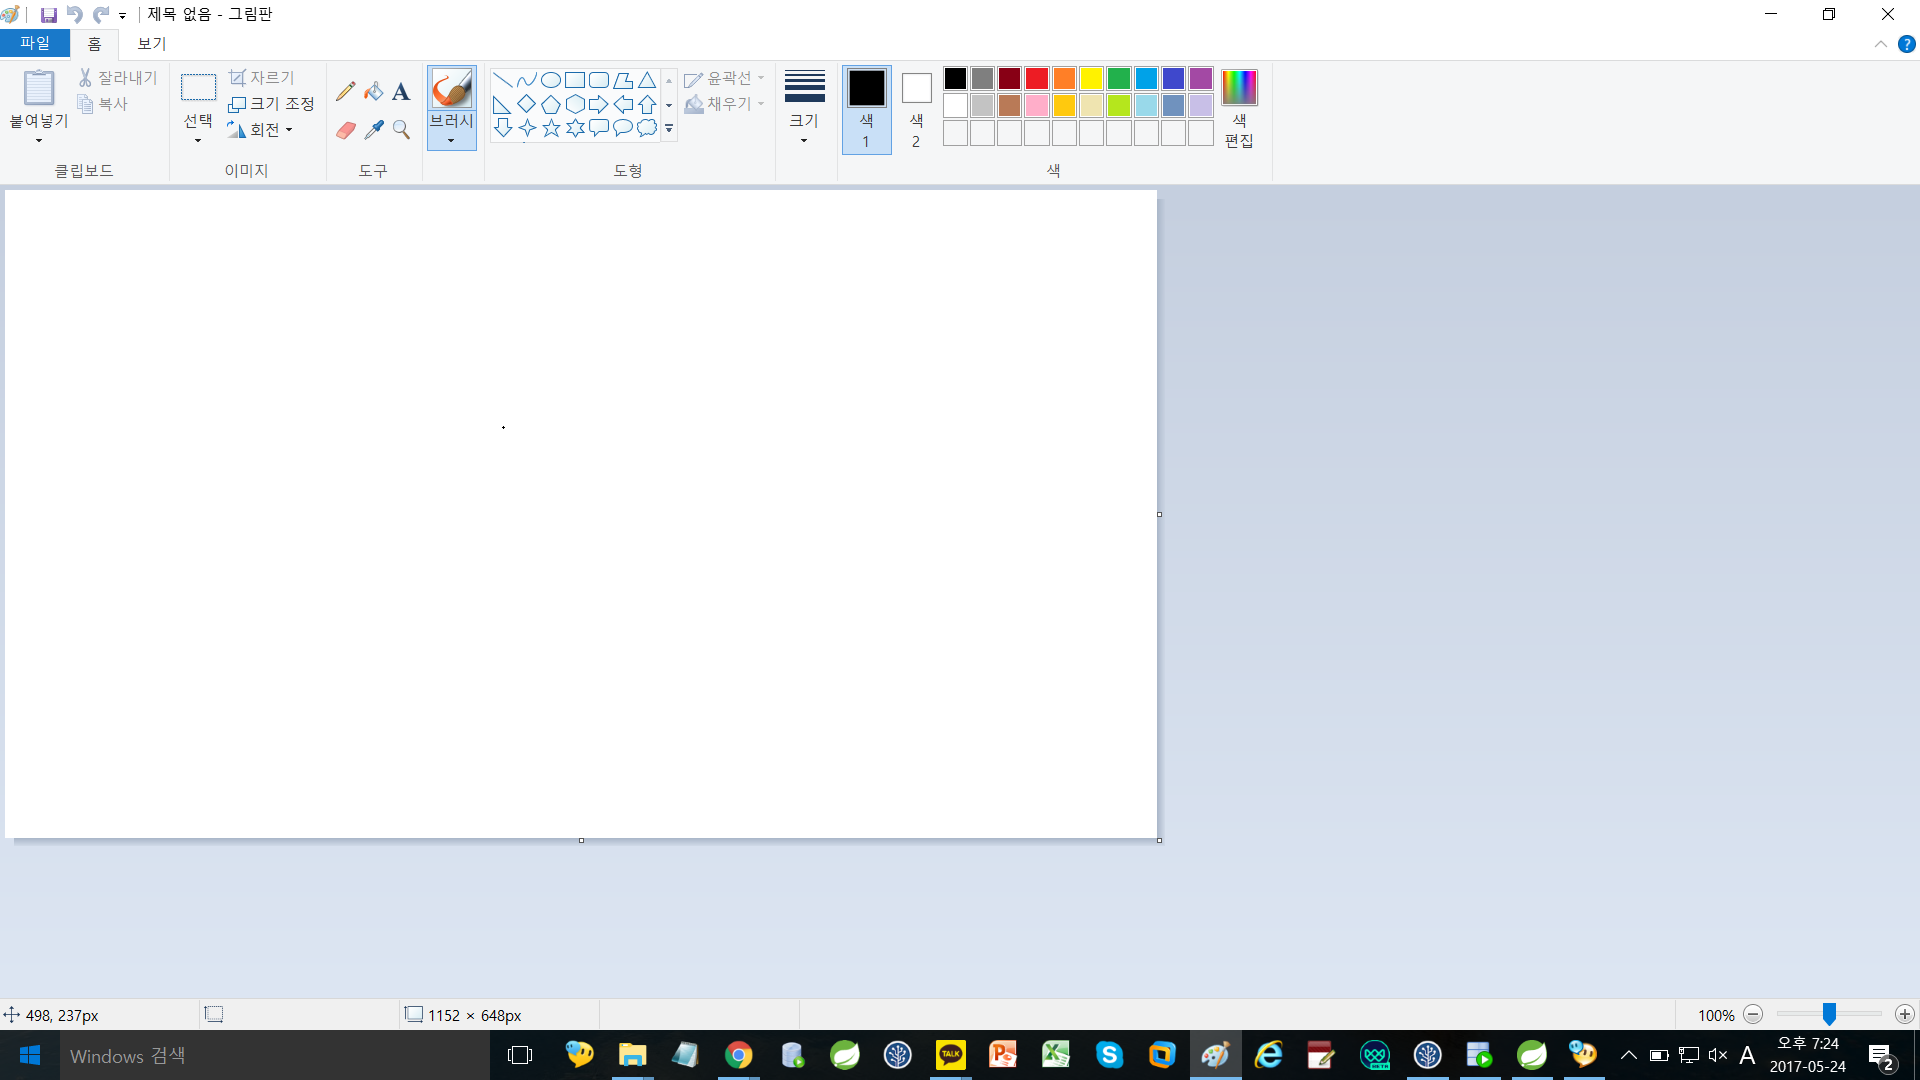 제목 없음 - 그림판
파일 홈 보기
붙여넣기
잘라내기
복사
클립보드
선택
자르기
크기 조정
회전
이미지
A
도구
브러시
윤곽선
채우기
도형
크기
색
1
색
2
색
편집
색
498, 237px
1152 × 648px
100%
Windows 검색
TALK
BETA
A
오후 7:24
2017-05-24
2